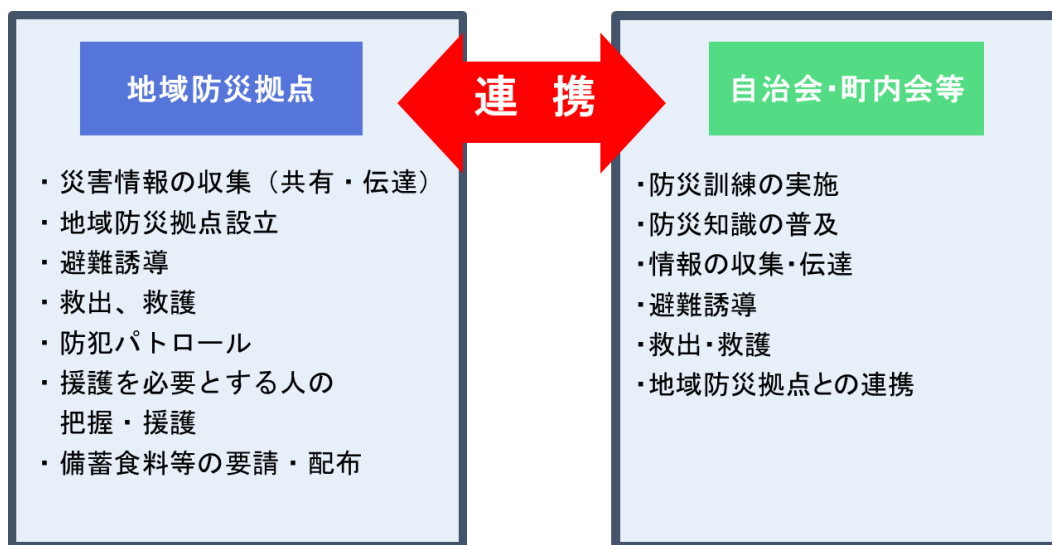 地域防災拠点
・災害情報の収集（共有・伝達）
・地域防災拠点設立
・避難誘導
・救出、救護
・防犯パトロール
・援護を必要とする人の
把握・援護
・備蓄食料等の要請・配布
連 携
自治会・町内会等
・防災訓練の実施
・防災知識の普及
・情報の収集・伝達
・避難誘導
・救出・救護
・地域防災拠点との連携